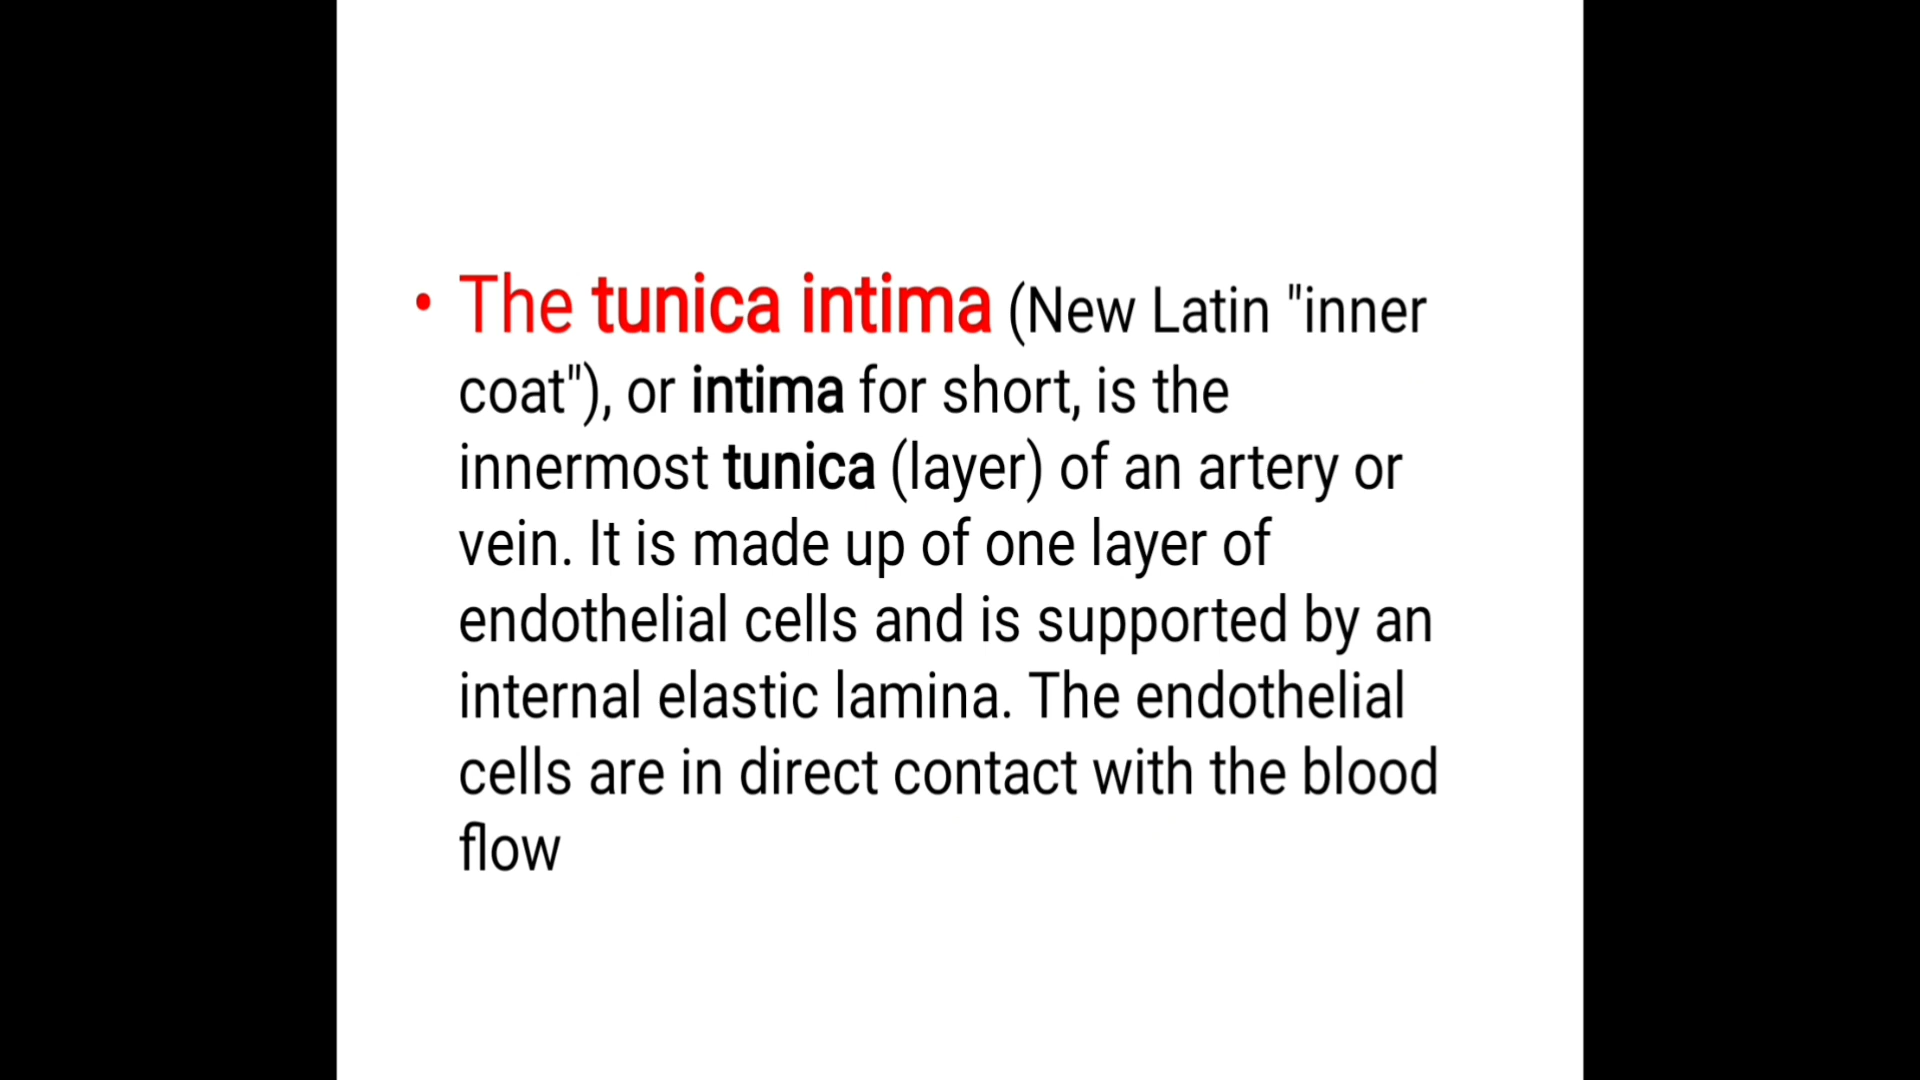 • The tunica intima (New Latin "inner
coat"), or intima for short, is the
innermost tunica (layer) of an artery or
vein. It is made up of one layer of
endothelial cells and is supported by an
internal elastic lamina. The endothelial
cells are in direct contact with the blood
flow